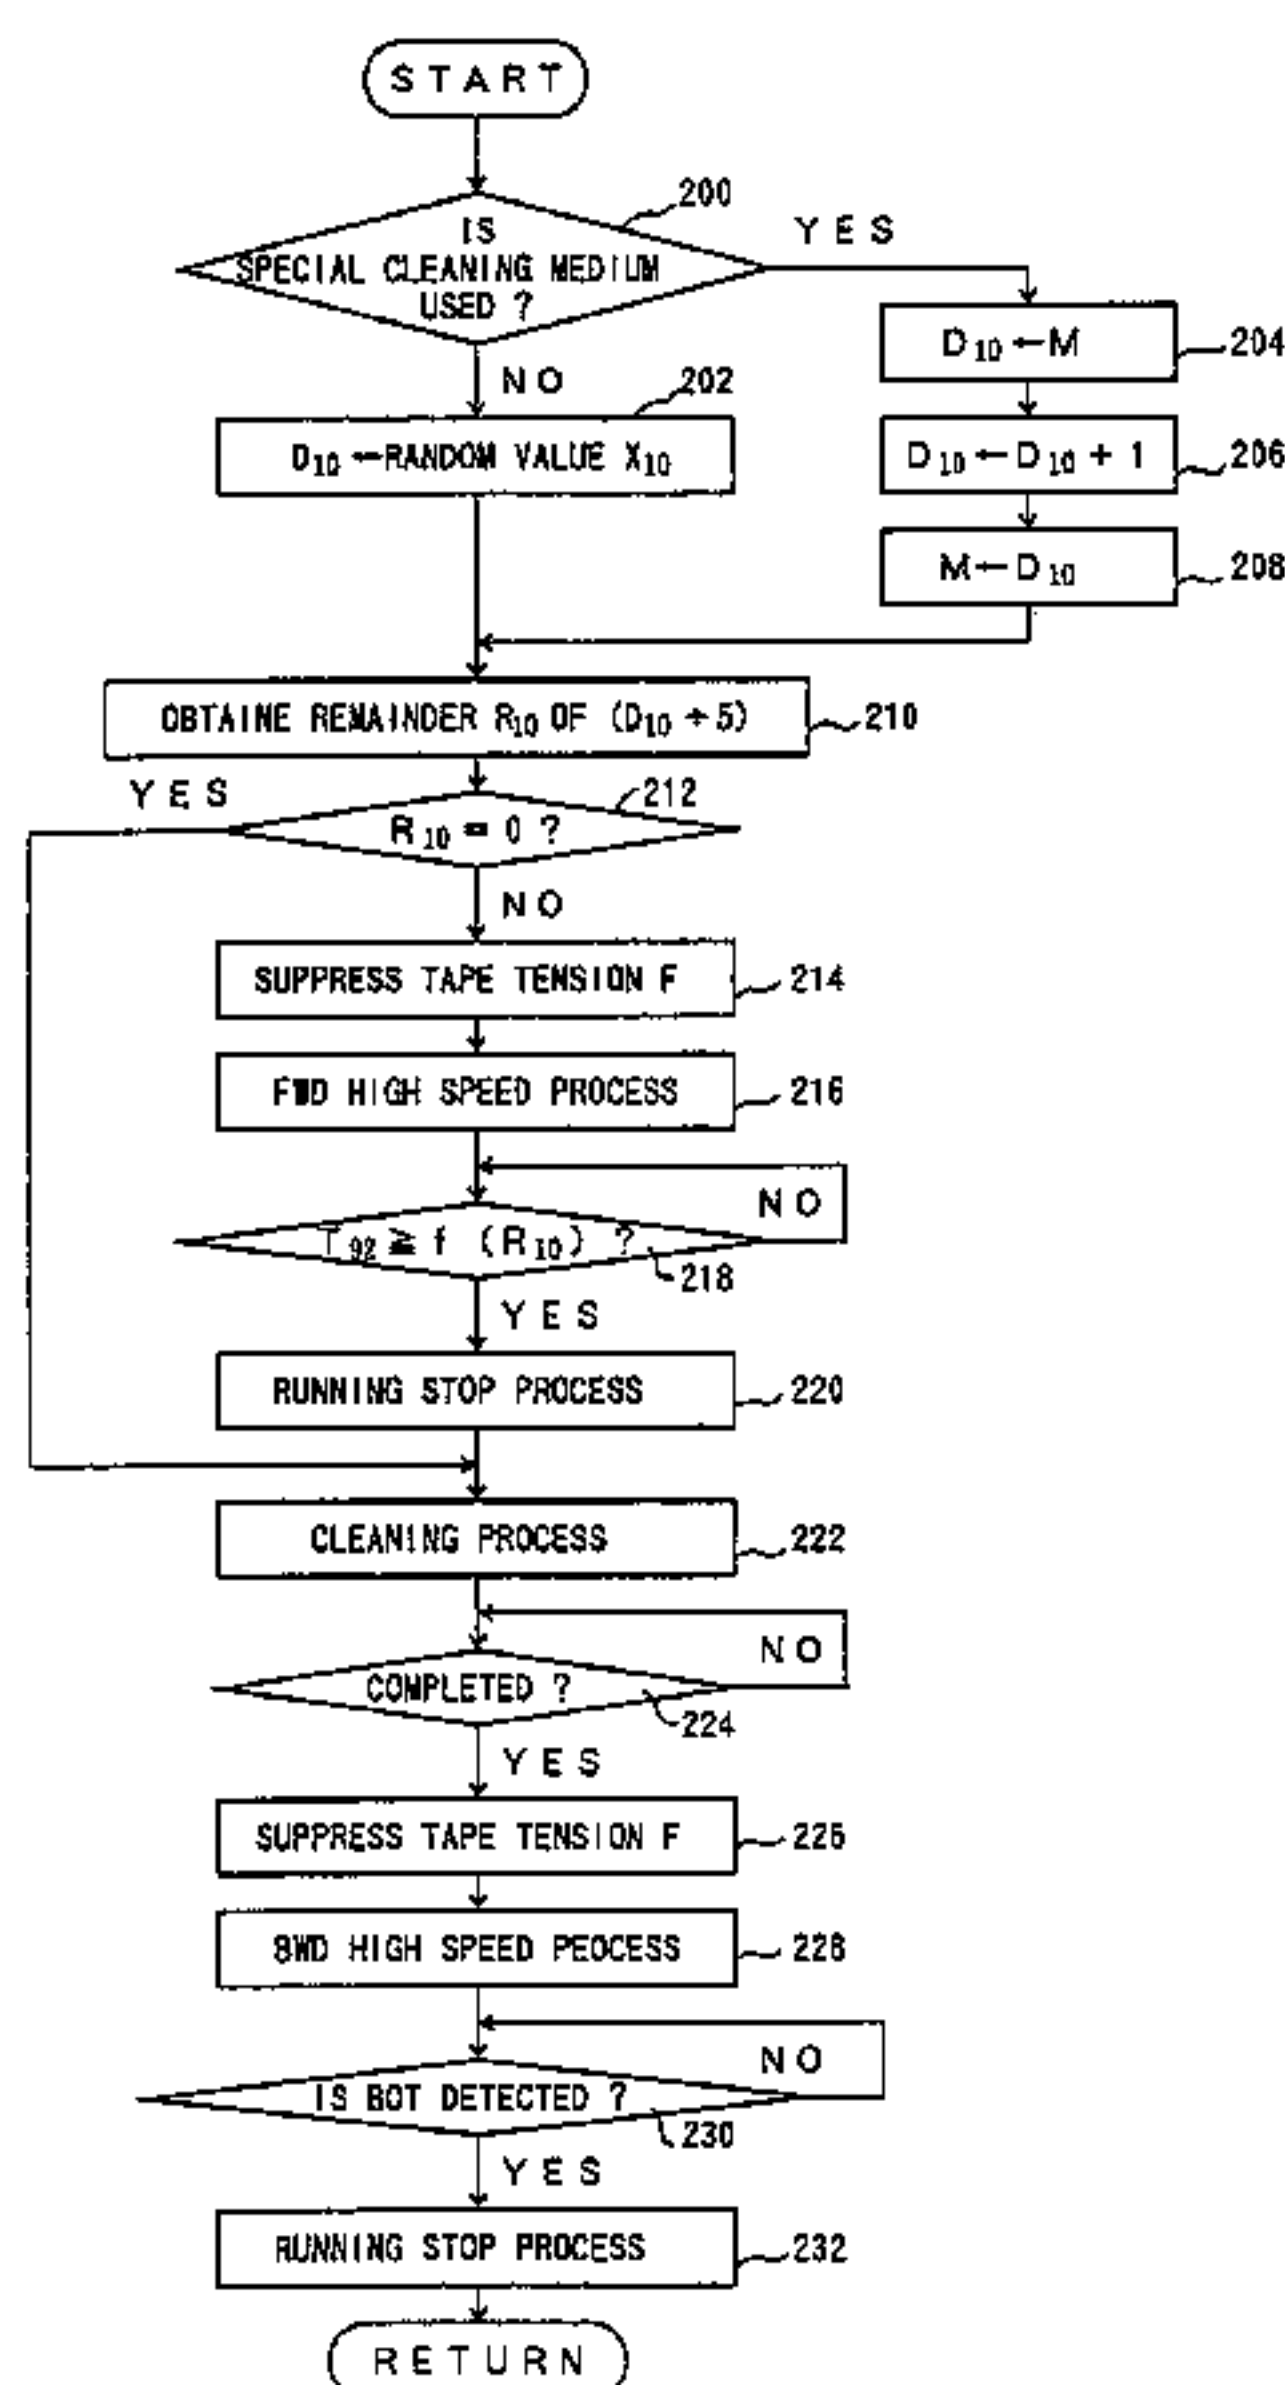 START
200
IS
SPECIAL CLEANING MEDIUM
USED ?
YES
D10←M
204
NO
202
D10←RANDOM VALUE X10
D10←D10+1
206
M←D10
208
OBTAINE REMAINDER R10 OF (D10÷5)
210
YES
212
R10=0 ?
NO
SUPPRESS TAPE TENSION F
214
FWD HIGH SPEED PROCESS
216
NO
T92≧f (R10) ?
218
YES
RUNNING STOP PROCESS
220
CLEANING PROCESS
222
NO
COMPLETED ?
224
YES
SUPPRESS TAPE TENSION F
226
BWD HIGH SPEED PEOCESS
228
NO
IS BOT DETECTED ?
230
YES
RUNNING STOP PROCESS
232
RETURN